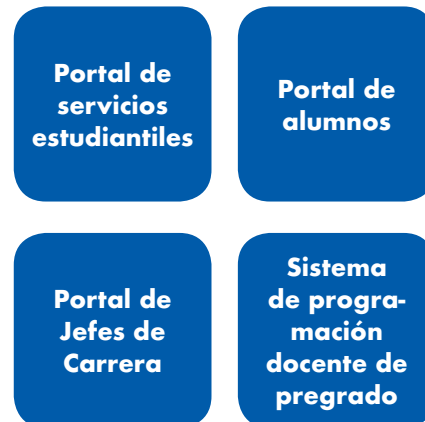 Portal de
servicios
estudiantiles
Portal de
alumnos
Portal de
Jefes de
Carrera
Sistema
de progra-
mación
docente de
pregrado